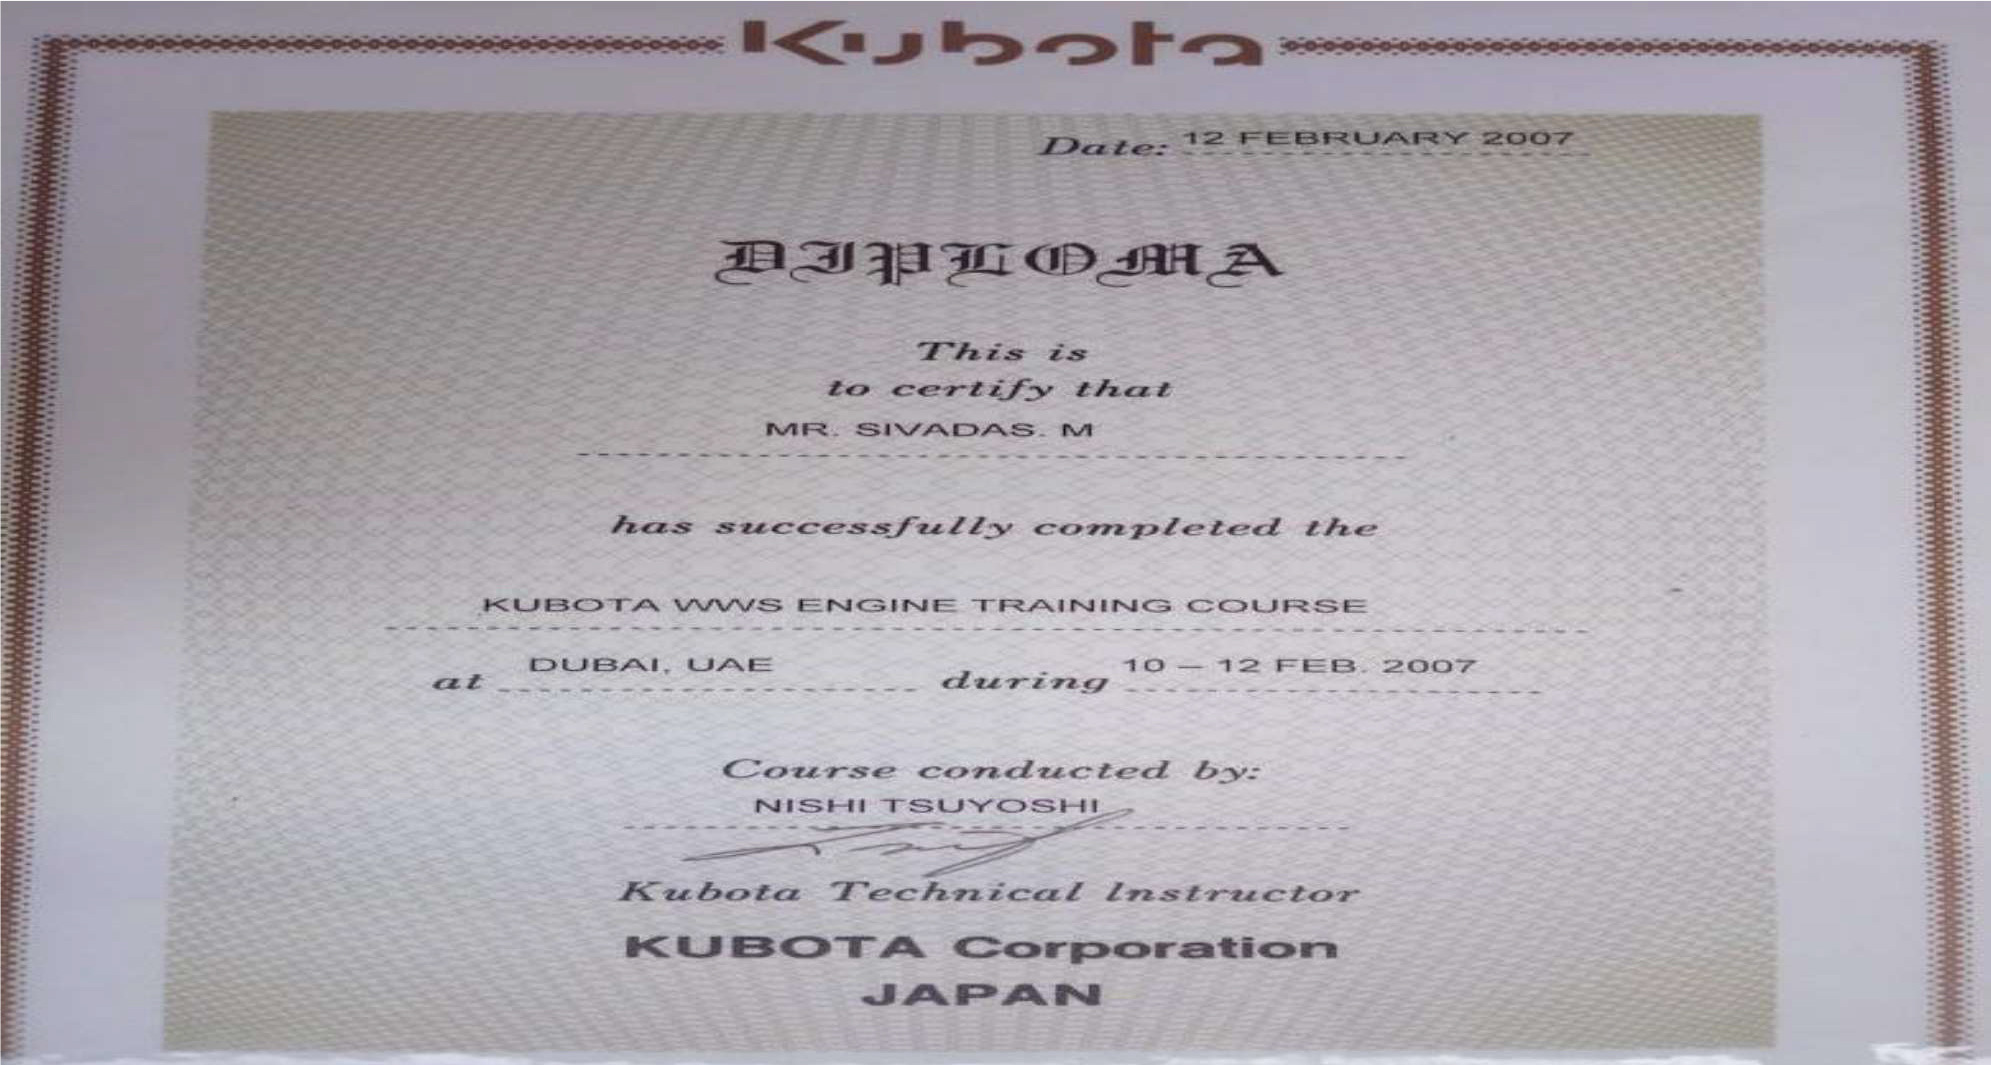 Kubota
Date: 12 FEBRUARY 2007
DIPLOMA
This is
to certify that
MR. SIVADAS. M
has successfully completed the
KUBOTA WWS ENGINE TRAINING COURSE
at DUBAI, UAE during 10 – 12 FEB. 2007
Course conducted by:
NISHI TSUYOSHI
Kubota Technical Instructor
KUBOTA Corporation
JAPAN